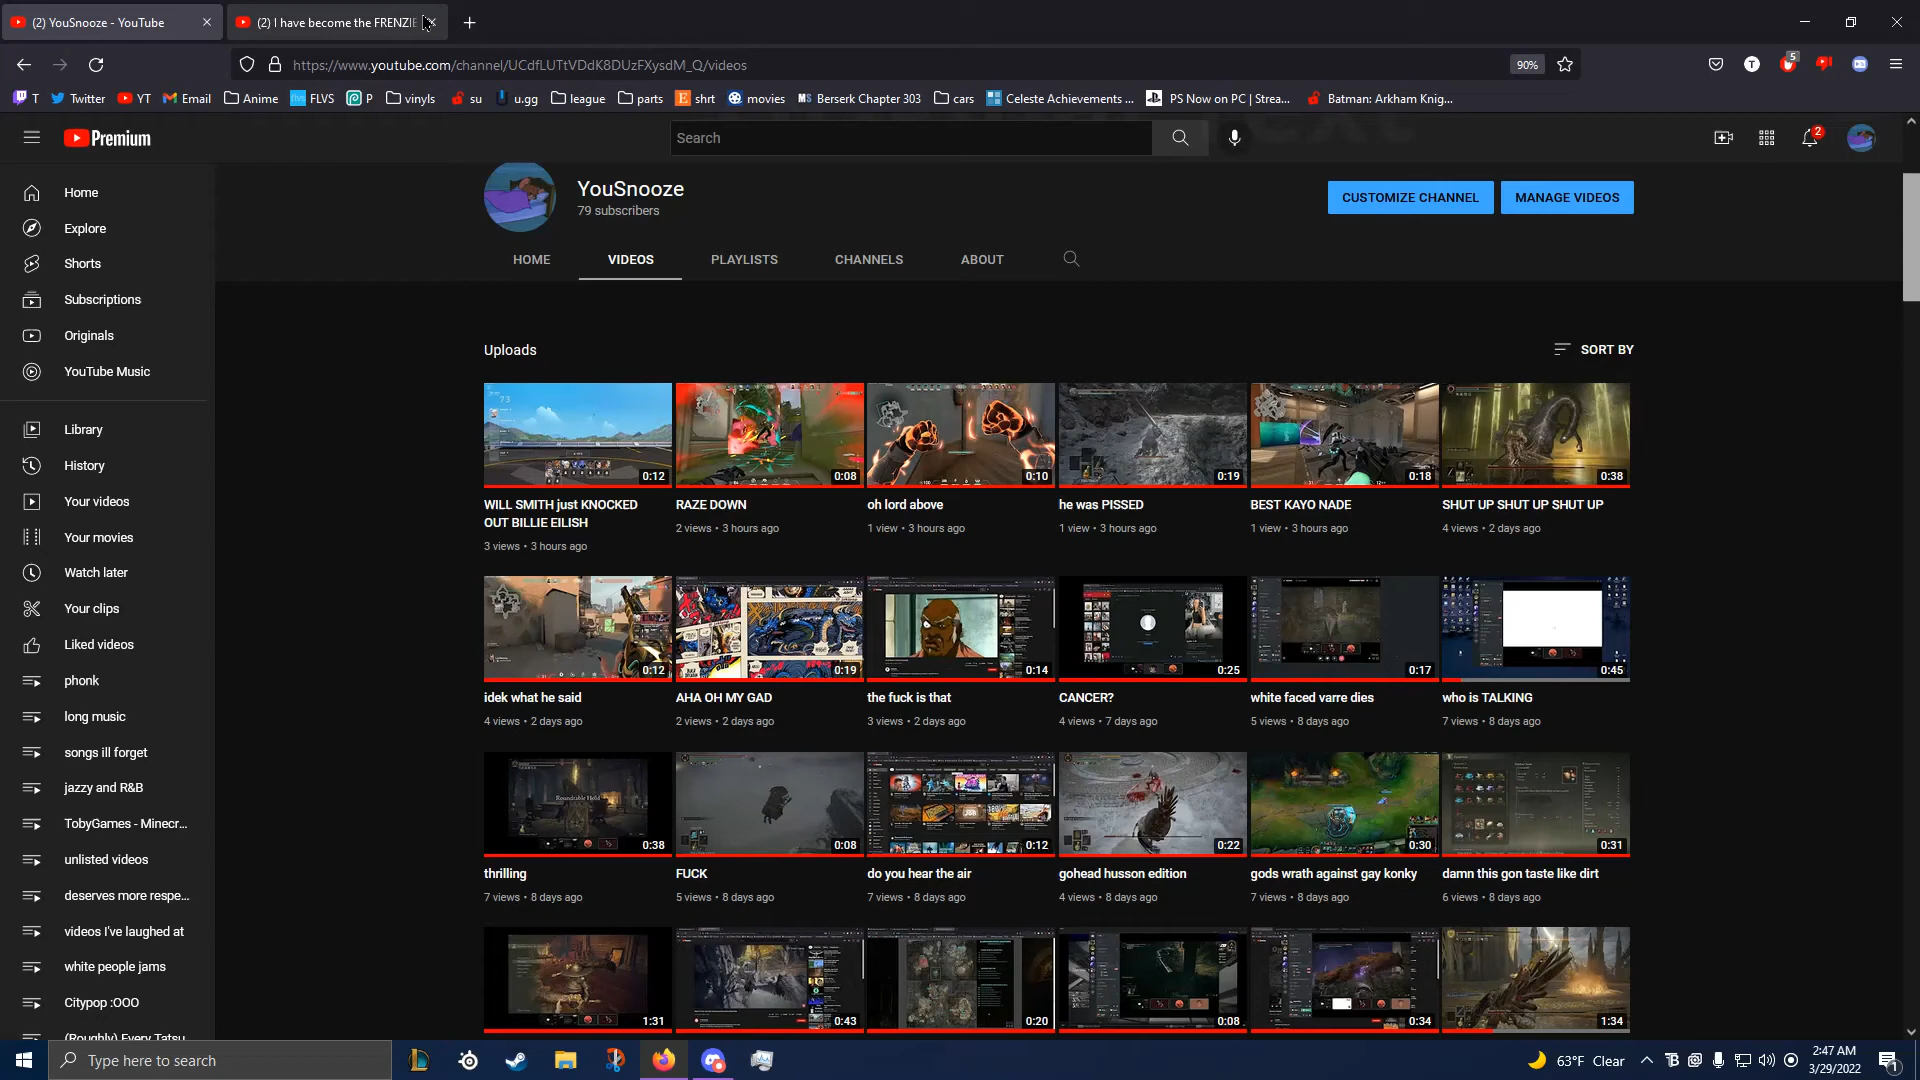 (2) YouSnooze - YouTube
(2) I have become the FRENZIE
https://www.youtube.com/channel/UCdfLUTtVDdK8DUzFXysdM_Q/videos
90%
5
T
Twitter
YT
Email
Anime
FLVS
P
vinyls
su
u.gg
league
parts
shrt
movies
Berserk Chapter 303
cars
Celeste Achievements ...
PS Now on PC | Strea...
Batman: Arkham Knig...
Premium
Search
2
YouSnooze
79 subscribers
CUSTOMIZE CHANNEL
MANAGE VIDEOS
HOME
VIDEOS
PLAYLISTS
CHANNELS
ABOUT
Home
Explore
Shorts
Subscriptions
Originals
YouTube Music
Library
History
Your videos
Your movies
Watch later
Your clips
Liked videos
phonk
long music
songs ill forget
jazzy and R&B
TobyGames - Minecr...
unlisted videos
deserves more respe...
videos I've laughed at
white people jams
Citypop :OOO
(Roughly) Every Tatsu
Uploads
SORT BY
0:12
0:08
0:10
0:19
0:18
0:38
WILL SMITH just KNOCKED
OUT BILLIE EILISH
3 views • 3 hours ago
RAZE DOWN
2 views • 3 hours ago
oh lord above
1 view • 3 hours ago
he was PISSED
1 view • 3 hours ago
BEST KAYO NADE
1 view • 3 hours ago
SHUT UP SHUT UP SHUT UP
4 views • 2 days ago
0:12
0:19
0:14
0:25
0:17
0:45
idek what he said
4 views • 2 days ago
AHA OH MY GAD
2 views • 2 days ago
the fuck is that
3 views • 2 days ago
CANCER?
4 views • 7 days ago
white faced varre dies
5 views • 8 days ago
who is TALKING
7 views • 8 days ago
Roundtable Hold
0:38
0:08
0:12
0:22
0:30
0:31
thrilling
7 views • 8 days ago
FUCK
5 views • 8 days ago
do you hear the air
7 views • 8 days ago
gohead husson edition
4 views • 8 days ago
gods wrath against gay konky
7 views • 8 days ago
damn this gon taste like dirt
6 views • 8 days ago
1:31
0:43
0:20
0:08
0:34
1:34
Type here to search
63°F Clear
2:47 AM
3/29/2022
1